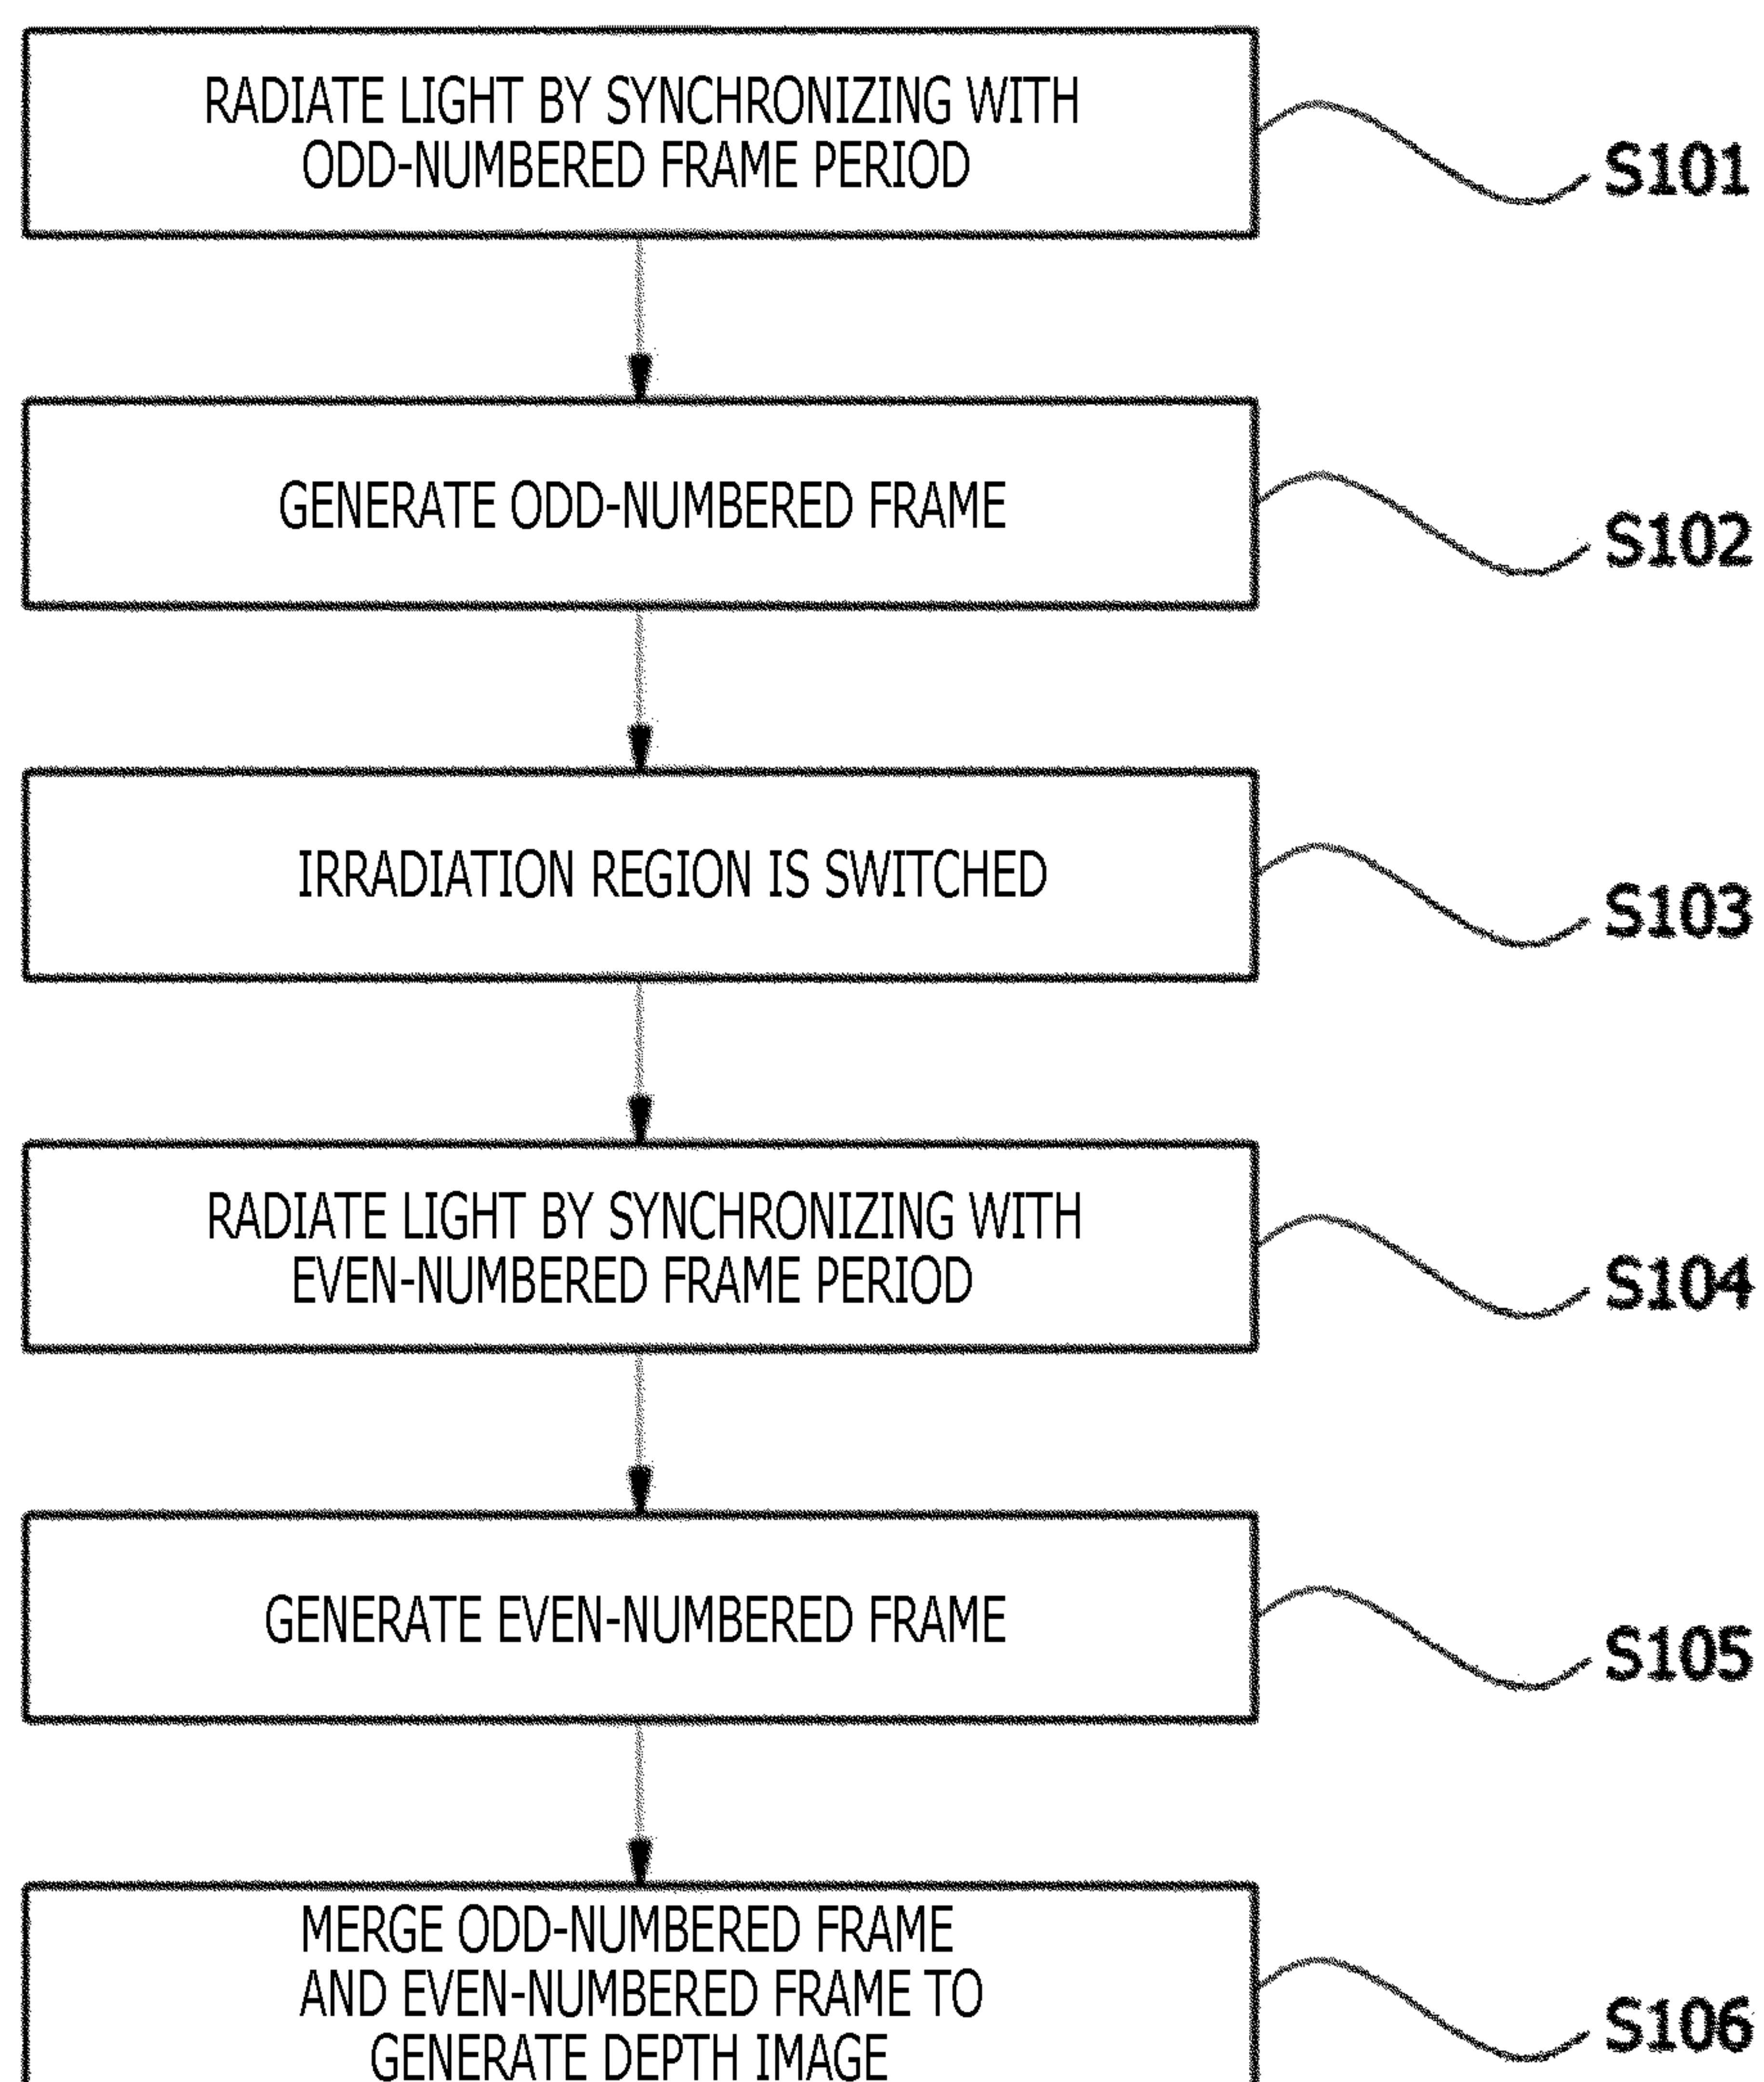 RADIATE LIGHT BY SYNCHRONIZING WITH
ODD-NUMBERED FRAME PERIOD
S101
GENERATE ODD-NUMBERED FRAME
S102
IRRADIATION REGION IS SWITCHED
S103
RADIATE LIGHT BY SYNCHRONIZING WITH
EVEN-NUMBERED FRAME PERIOD
S104
GENERATE EVEN-NUMBERED FRAME
S105
MERGE ODD-NUMBERED FRAME
AND EVEN-NUMBERED FRAME TO
GENERATE DEPTH IMAGE
S106